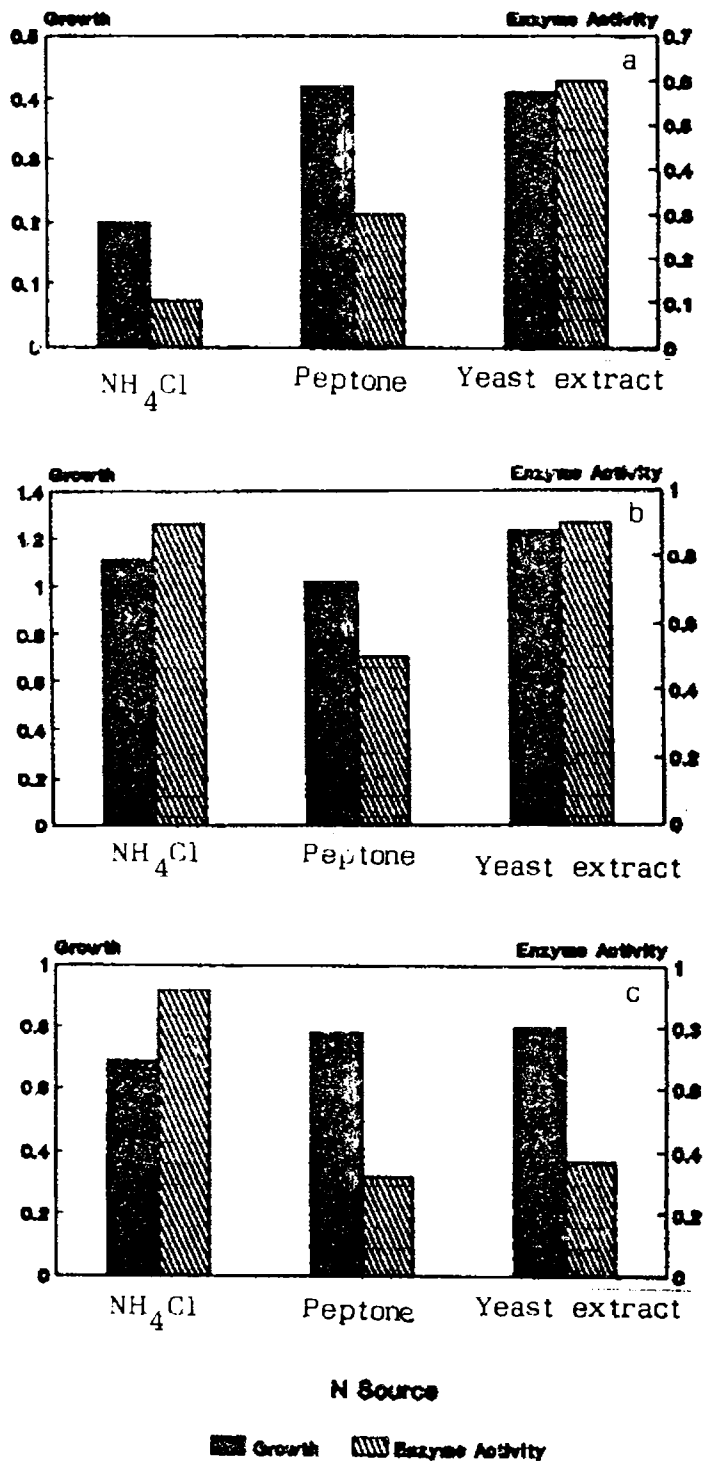 Growth Enzyme Activity
a
0.5 0.7
0.4 0.6
0.3 0.5
0.2 0.4
0.1 0.3
0 0.2
0.1
0
NH4Cl Peptone Yeast extract
Growth Enzyme Activity
b
1.4 1
1.2 0.8
1 0.6
0.8 0.4
0.6 0.2
0.4 0
0.2
0
NH4Cl Peptone Yeast extract
Growth Enzyme Activity
c
1 1
0.8 0.8
0.6 0.6
0.4 0.4
0.2 0.2
0 0
NH4Cl Peptone Yeast extract
N Source
Growth Enzyme Activity